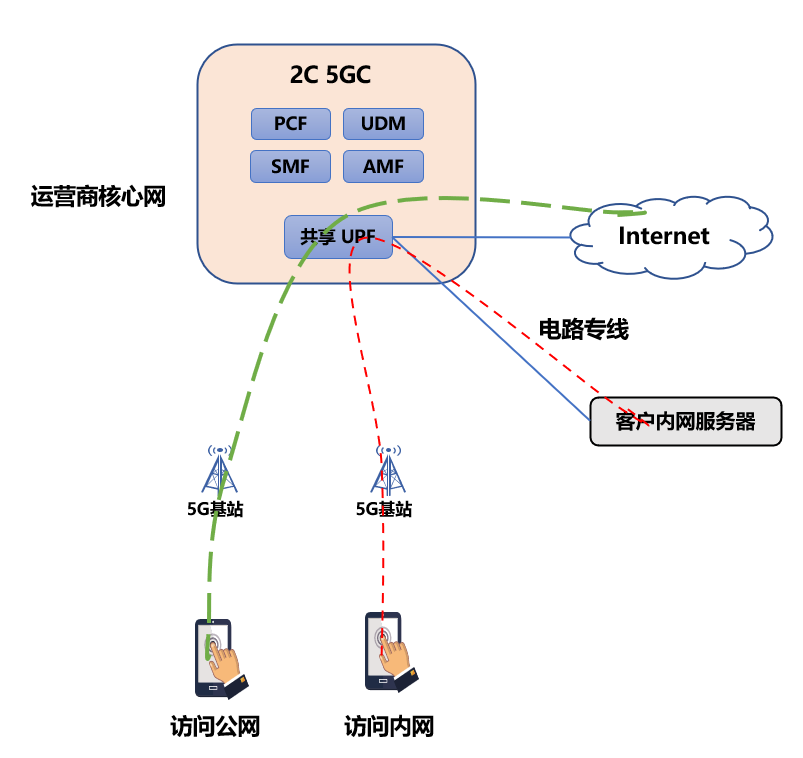 2C 5GC
PCF
UDM
SMF
AMF
运营商核心网
共享 UPF
Internet
电路专线
客户内网服务器
5G基站
5G基站
访问公网
访问内网